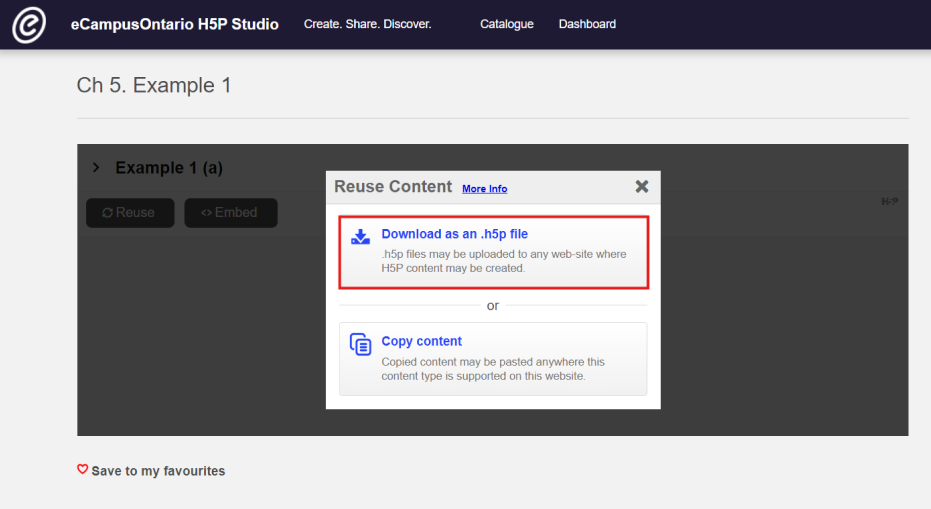 eCampusOntario H5P Studio Create. Share. Discover. Catalogue Dashboard
Ch 5. Example 1
Example 1 (a)
Reuse Embed
H5P
Reuse Content More Info
Download as an .h5p file
.h5p files may be uploaded to any web-site where
H5P content may be created.
or
Copy content
Copied content may be pasted anywhere this
content type is supported on this website.
Save to my favourites